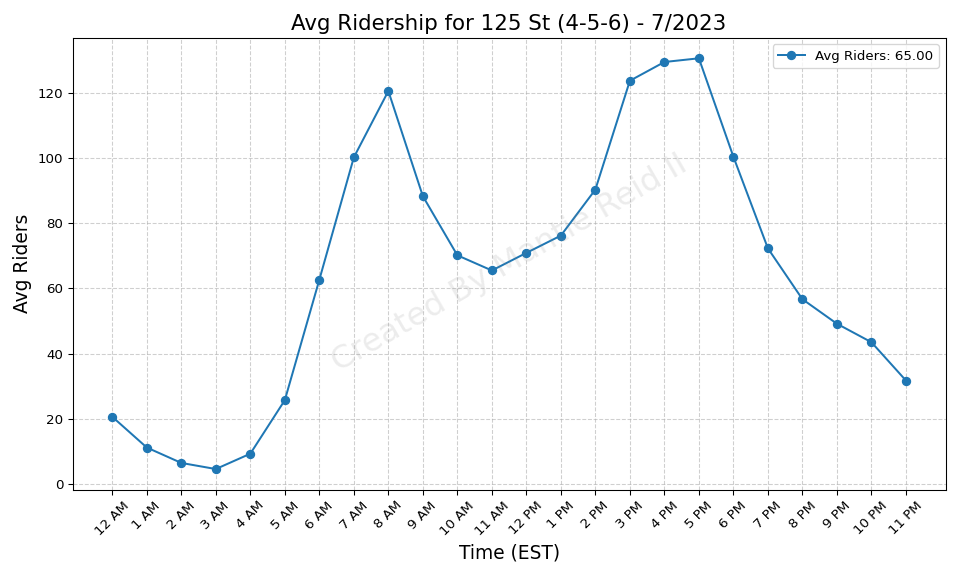 Avg Ridership for 125 St (4-5-6) - 7/2023
Avg Riders: 65.00
120
100
80
60
40
20
0
Avg Riders
Created By Mantie Reid II
12 AM 1 AM 2 AM 3 AM 4 AM 5 AM 6 AM 7 AM 8 AM 9 AM 10 AM 11 AM 12 PM 1 PM 2 PM 3 PM 4 PM 5 PM 6 PM 7 PM 8 PM 9 PM 10 PM 11 PM
Time (EST)